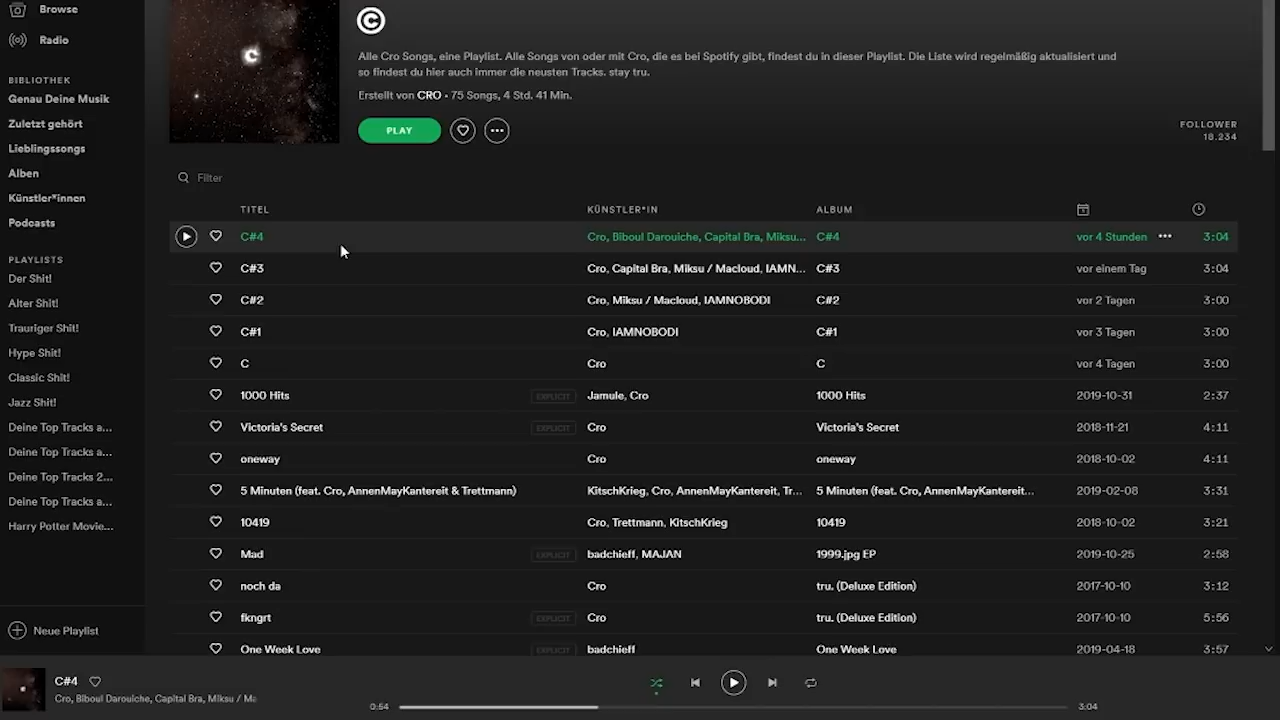 Browse
Radio
BIBLIOTHEK
Genau Deine Musik
Zuletzt gehört
Lieblingssongs
Alben
Künstler*innen
Podcasts
PLAYLISTS
Der Shit!
Alter Shit!
Trauriger Shit!
Hype Shit!
Classic Shit!
Jazz Shit!
Deine Top Tracks a...
Deine Top Tracks a...
Deine Top Tracks 2...
Deine Top Tracks a...
Harry Potter Movie...
Neue Playlist
C
Alle Cro Songs, eine Playlist. Alle Songs von oder mit Cro, die es bei Spotify gibt, findest du in dieser Playlist. Die Liste wird regelmäßig aktualisiert und
so findest du hier auch immer die neusten Tracks. stay tru.
Erstellt von CRO • 75 Songs, 4 Std. 41 Min.
PLAY
FOLLOWER
18.234
Filter
TITEL KÜNSTLER*IN ALBUM
C#4 Cro, Biboul Darouiche, Capital Bra, Miksu... C#4 vor 4 Stunden 3:04
C#3 Cro, Capital Bra, Miksu / Macloud, IAMN... C#3 vor einem Tag 3:04
C#2 Cro, Miksu / Macloud, IAMNOBODI C#2 vor 2 Tagen 3:00
C#1 Cro, IAMNOBODI C#1 vor 3 Tagen 3:00
C Cro C vor 4 Tagen 3:00
1000 Hits EXPLICIT Jamule, Cro 1000 Hits 2019-10-31 2:37
Victoria's Secret EXPLICIT Cro Victoria's Secret 2018-11-21 4:11
oneway Cro oneway 2018-10-02 4:11
5 Minuten (feat. Cro, AnnenMayKantereit & Trettmann) KitschKrieg, Cro, AnnenMayKantereit, Tr... 5 Minuten (feat. Cro, AnnenMayKantereit... 2019-02-08 3:31
10419 Cro, Trettmann, KitschKrieg 10419 2018-10-02 3:21
Mad EXPLICIT badchieff, MAJAN 1999.jpg EP 2019-10-25 2:58
noch da Cro tru. (Deluxe Edition) 2017-10-10 3:12
fkngrt EXPLICIT Cro tru. (Deluxe Edition) 2017-10-10 5:56
One Week Love EXPLICIT badchieff One Week Love 2019-04-18 3:57
C#4
Cro, Biboul Darouiche, Capital Bra, Miksu / Ma
0:54 3:04